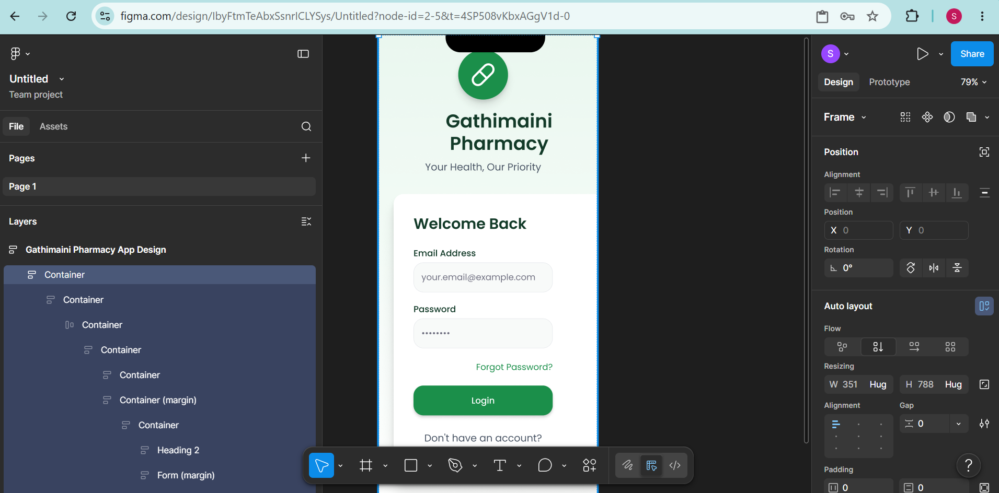 figma.com/design/IbyFtmTeAbxSsnrICLYSys/Untitled?node-id=2-5&t=4SP508vKbxAGgV1d-0
S
Untitled
Team project
File
Assets
Pages
Page 1
Layers
Gathimaini Pharmacy App Design
Container
Container
Container
Container
Container
Container (margin)
Container
Heading 2
Form (margin)
Gathimaini
Pharmacy
Your Health, Our Priority
Welcome Back
Email Address
your.email@example.com
Password
••••••••
Forgot Password?
Login
Don't have an account?
S
Share
Design
Prototype
79%
Frame
Position
Alignment
Position
X 0
Y 0
Rotation
0°
Auto layout
Flow
Resizing
W 351 Hug
H 788 Hug
Alignment
Gap
0
Padding
0
0
?